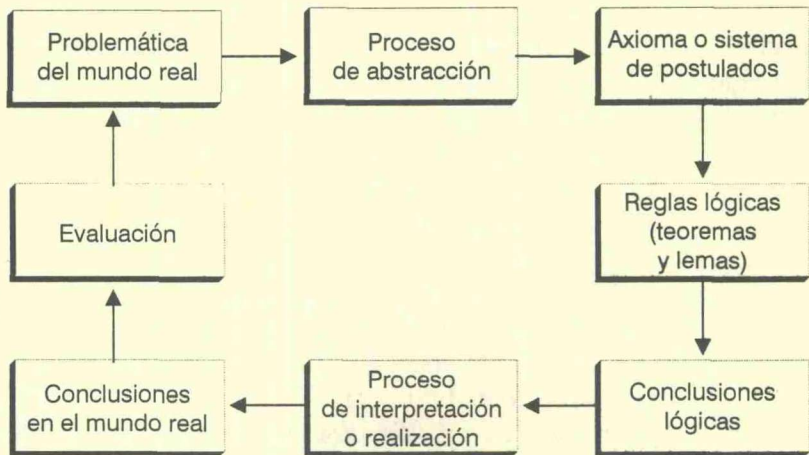 Problemática
del mundo real
Proceso
de abstracción
Axioma o sistema
de postulados
Reglas lógicas
(teoremas
y lemas)
Conclusiones
lógicas
Proceso
de interpretación
o realización
Conclusiones
en el mundo real
Evaluación